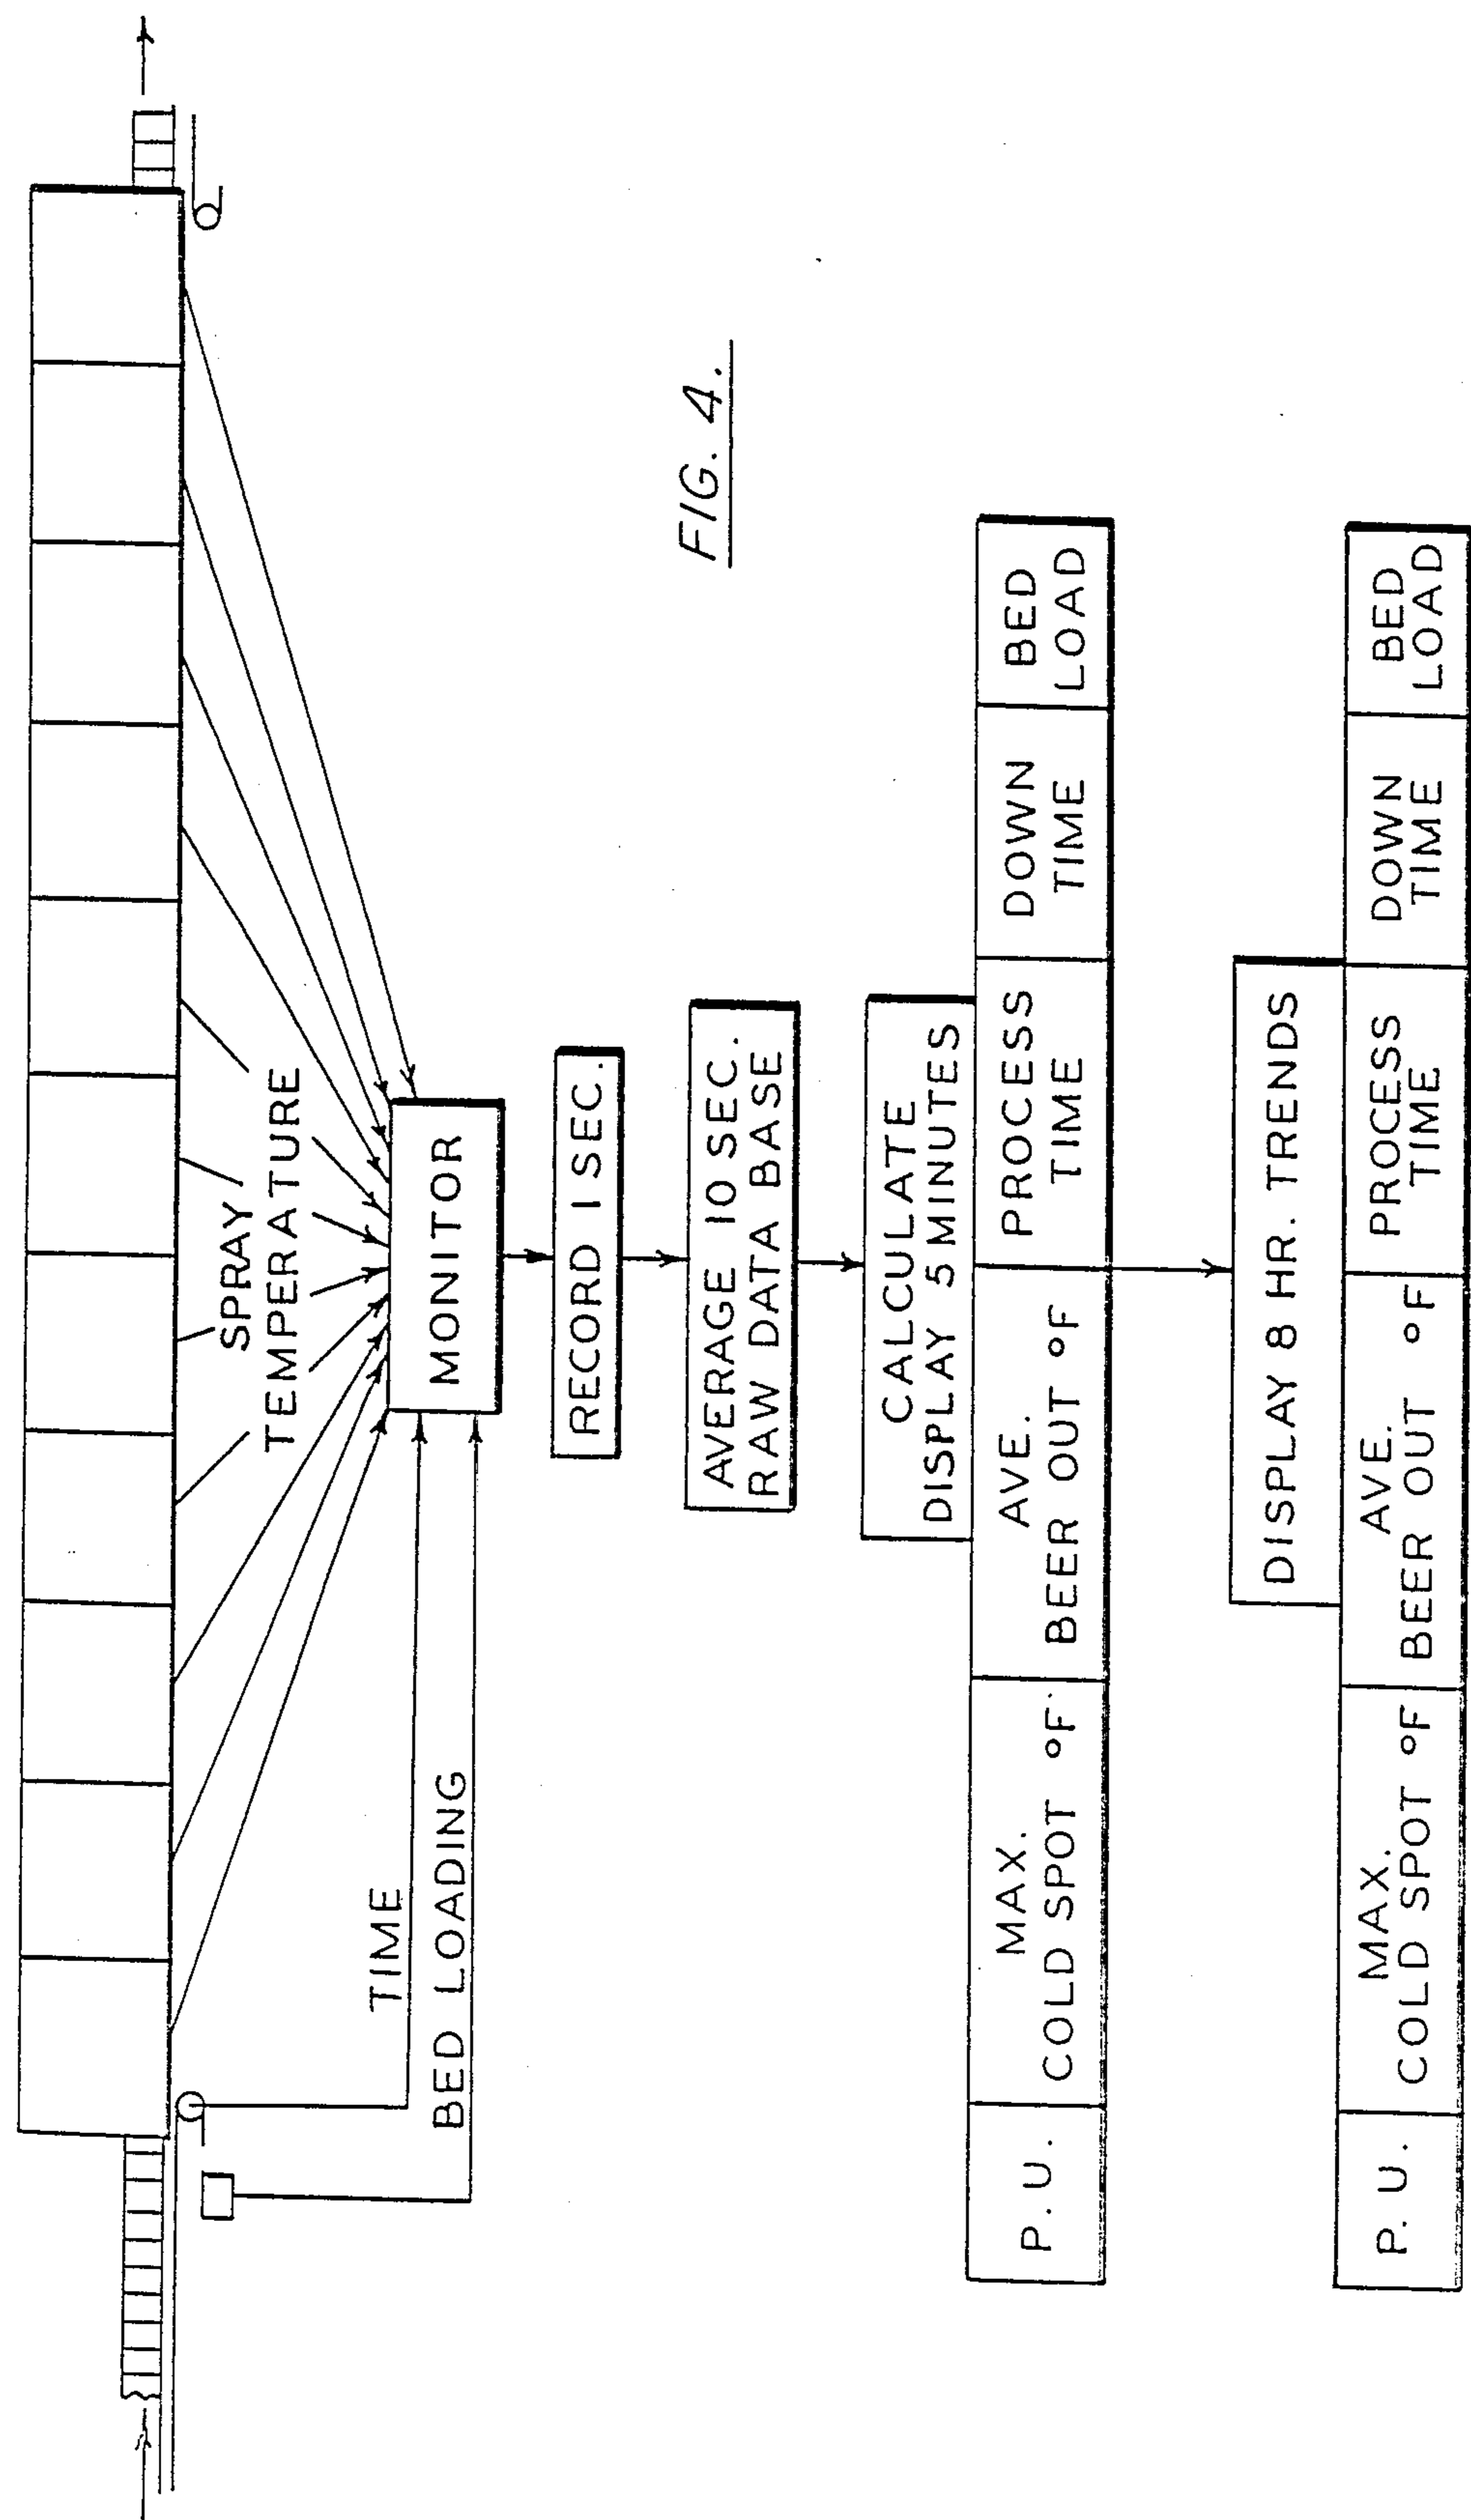 SPRAY
TEMPERATURE
TIME
BED LOADING
MONITOR
RECORD 1 SEC.
FIG. 4.
AVERAGE 10 SEC.
RAW DATA BASE
CALCULATE
DISPLAY 5 MINUTES
P. U.
MAX.
COLD SPOT °F
AVE.
BEER OUT °F
PROCESS
TIME
DOWN
TIME
BED
LOAD
DISPLAY 8 HR. TRENDS
P. U.
MAX.
COLD SPOT °F
AVE.
BEER OUT °F
PROCESS
TIME
DOWN
TIME
BED
LOAD